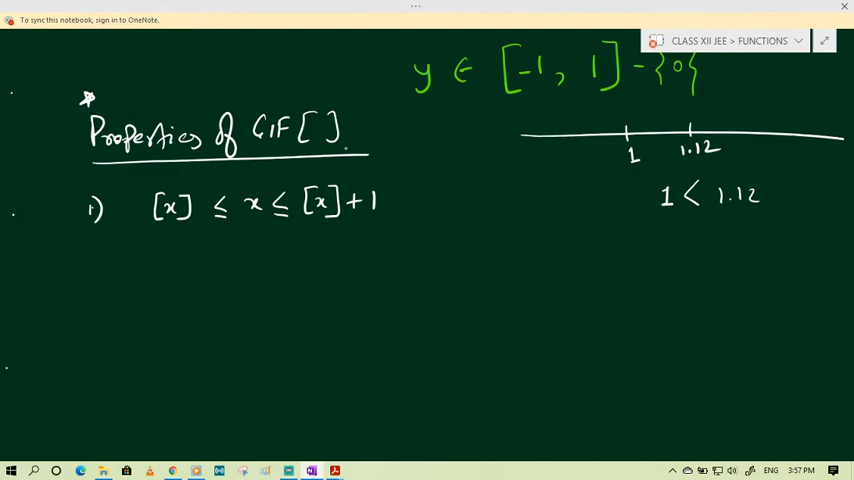 To sync this notebook, sign in to OneNote.
CLASS XII JEE > FUNCTIONS
y ∈ [-1, 1] - {0}
Properties of GIF [ ].
1) [x] ≤ x ≤ [x] + 1
1 1.12
1 < 1.12
ENG 3:57 PM